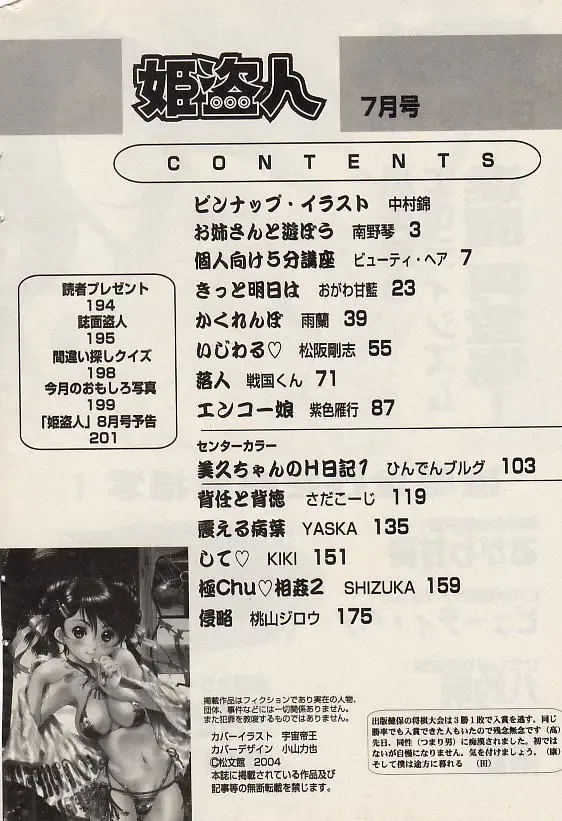 姫盗人
7月号
CONTENTS
ピンナップ・イラスト 中村錦
お姉さんと遊ぼう 南野琴 3
個人向け5分講座 ビューティ・ヘア 7
きっと明日は おがわ甘藍 23
かくれんぼ 雨蘭 39
いじわる♡ 松阪剛志 55
落人 戦国くん 71
エンコー娘 紫色雁行 87
センターカラー
美久ちゃんのH日記1 ひんでんブルグ 103
背任と背徳 さだこーじ 119
震える病葉 YASKA 135
して♡ KIKI 151
極Chu♡相姦2 SHIZUKA 159
侵略 桃山ジロウ 175
読者プレゼント
194
誌面盗人
195
間違い探しクイズ
198
今月のおもしろ写真
199
「姫盗人」8月号予告
201
掲載作品はフィクションであり実在の人物、
団体、事件などには一切関係ありません。
また犯罪を教唆するものではありません。
カバーイラスト 宇宙帝王
カバーデザイン 小山力也
©松文館 2004
本誌に掲載されている作品及び
記事等の無断転載を禁じます。
出版健保の将棋大会は3勝1敗で入賞を逃す。同じ
勝率でも入賞できた人もいたので残念無念です(高)
先日、同性(つまり男)に痴漢されました。初では
ないが自慢になりません。気を付けましょう。(康)
そして僕は途方に暮れる (田)